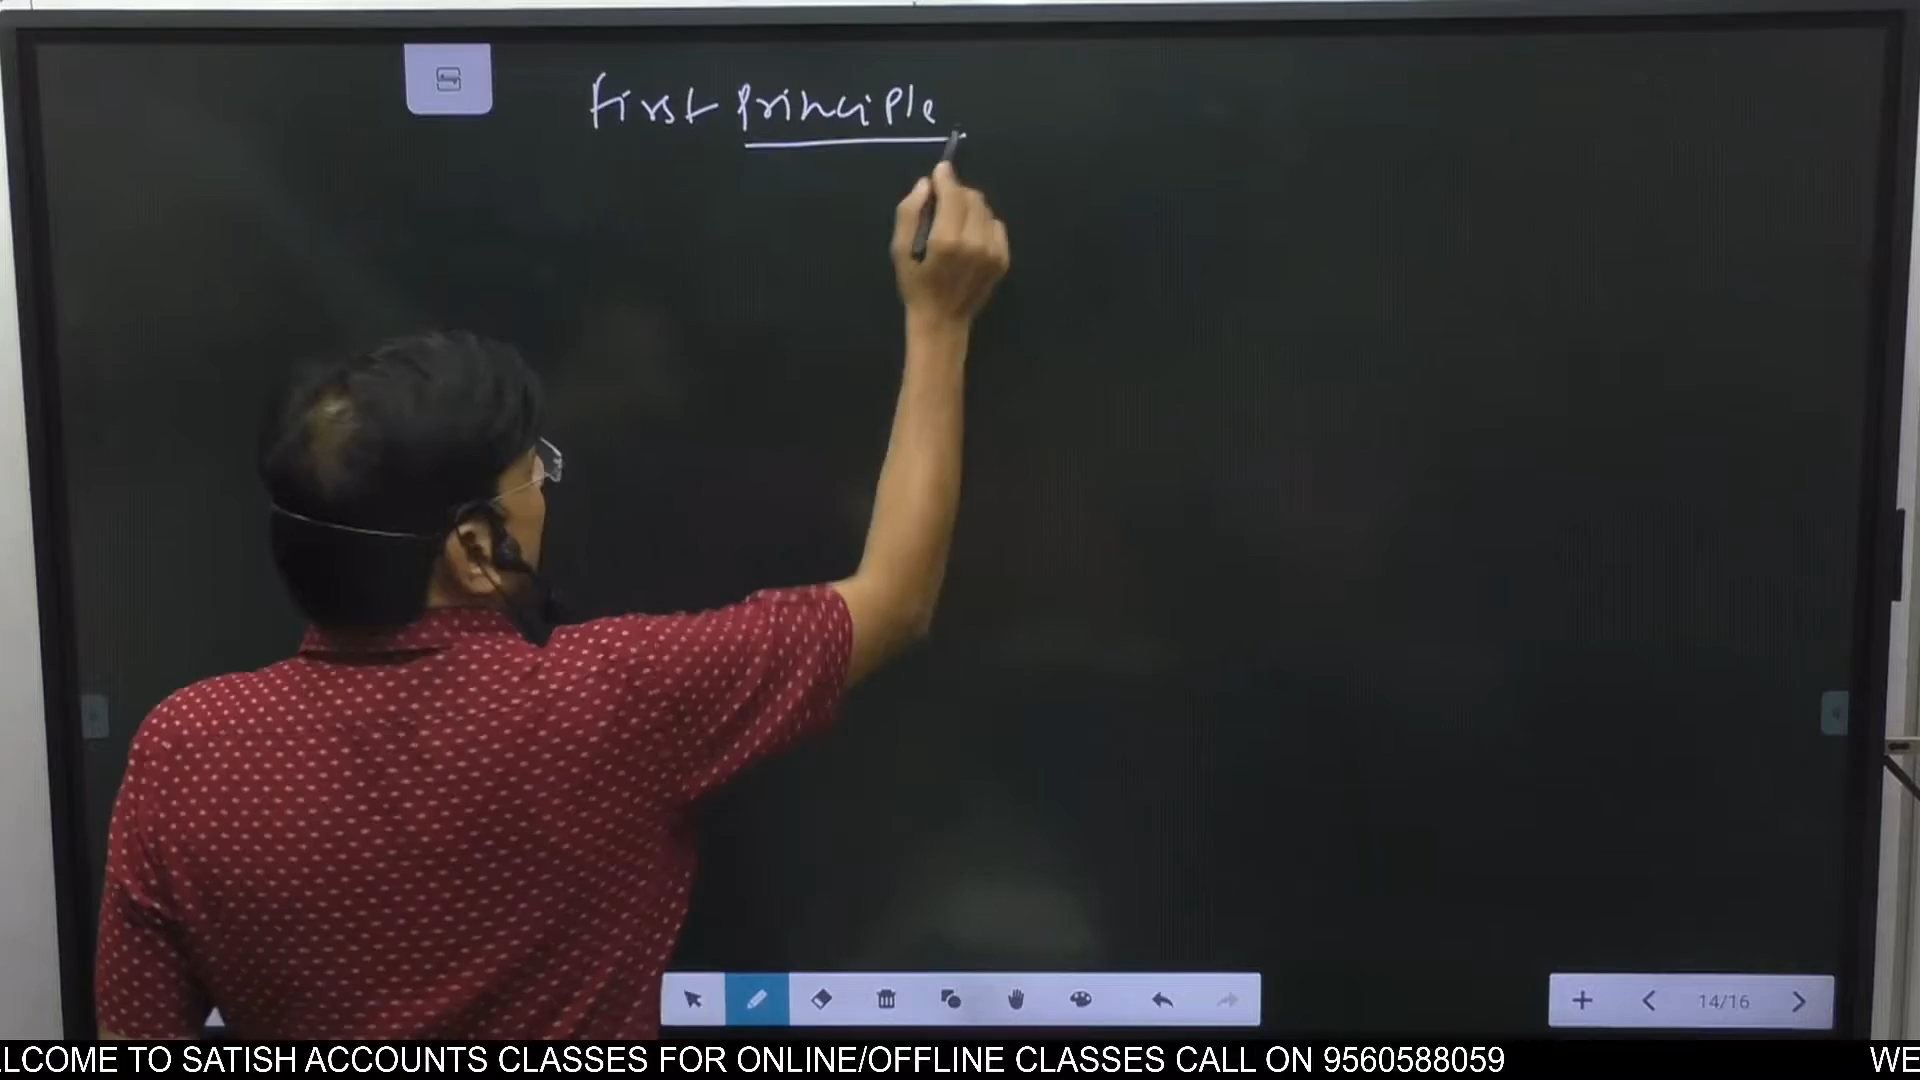 first principle
14/16
LCOME TO SATISH ACCOUNTS CLASSES FOR ONLINE/OFFLINE CLASSES CALL ON 9560588059 WE